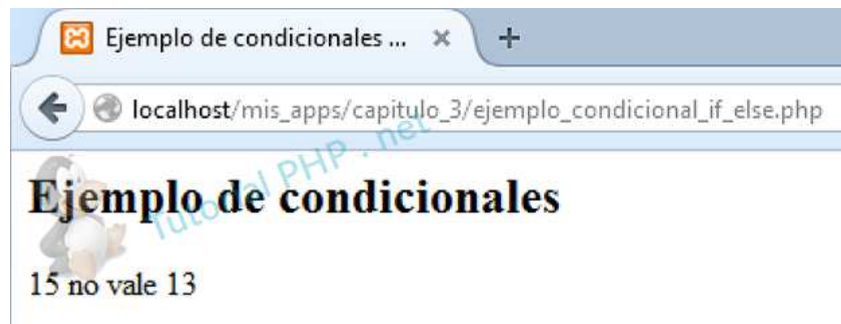 Ejemplo de condicionales ...
localhost/mis_apps/capitulo_3/ejemplo_condicional_if_else.php
Tutorial PHP . net
Ejemplo de condicionales
15 no vale 13